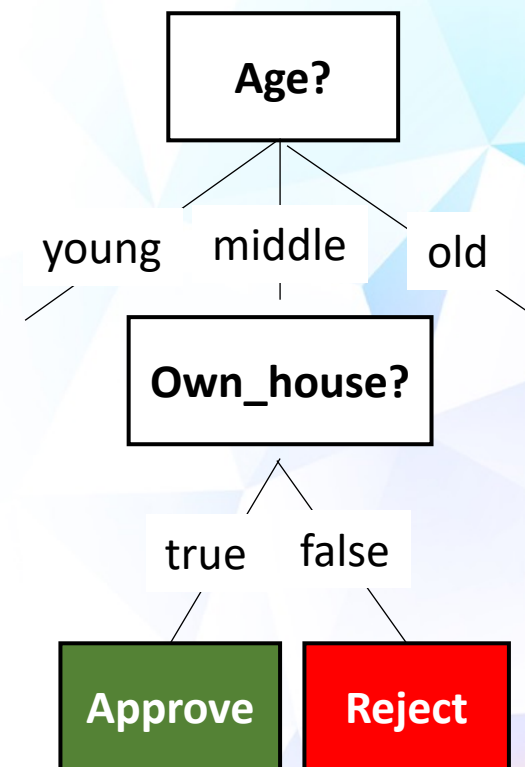 Age?
young middle old
Own_house?
true false
Approve Reject